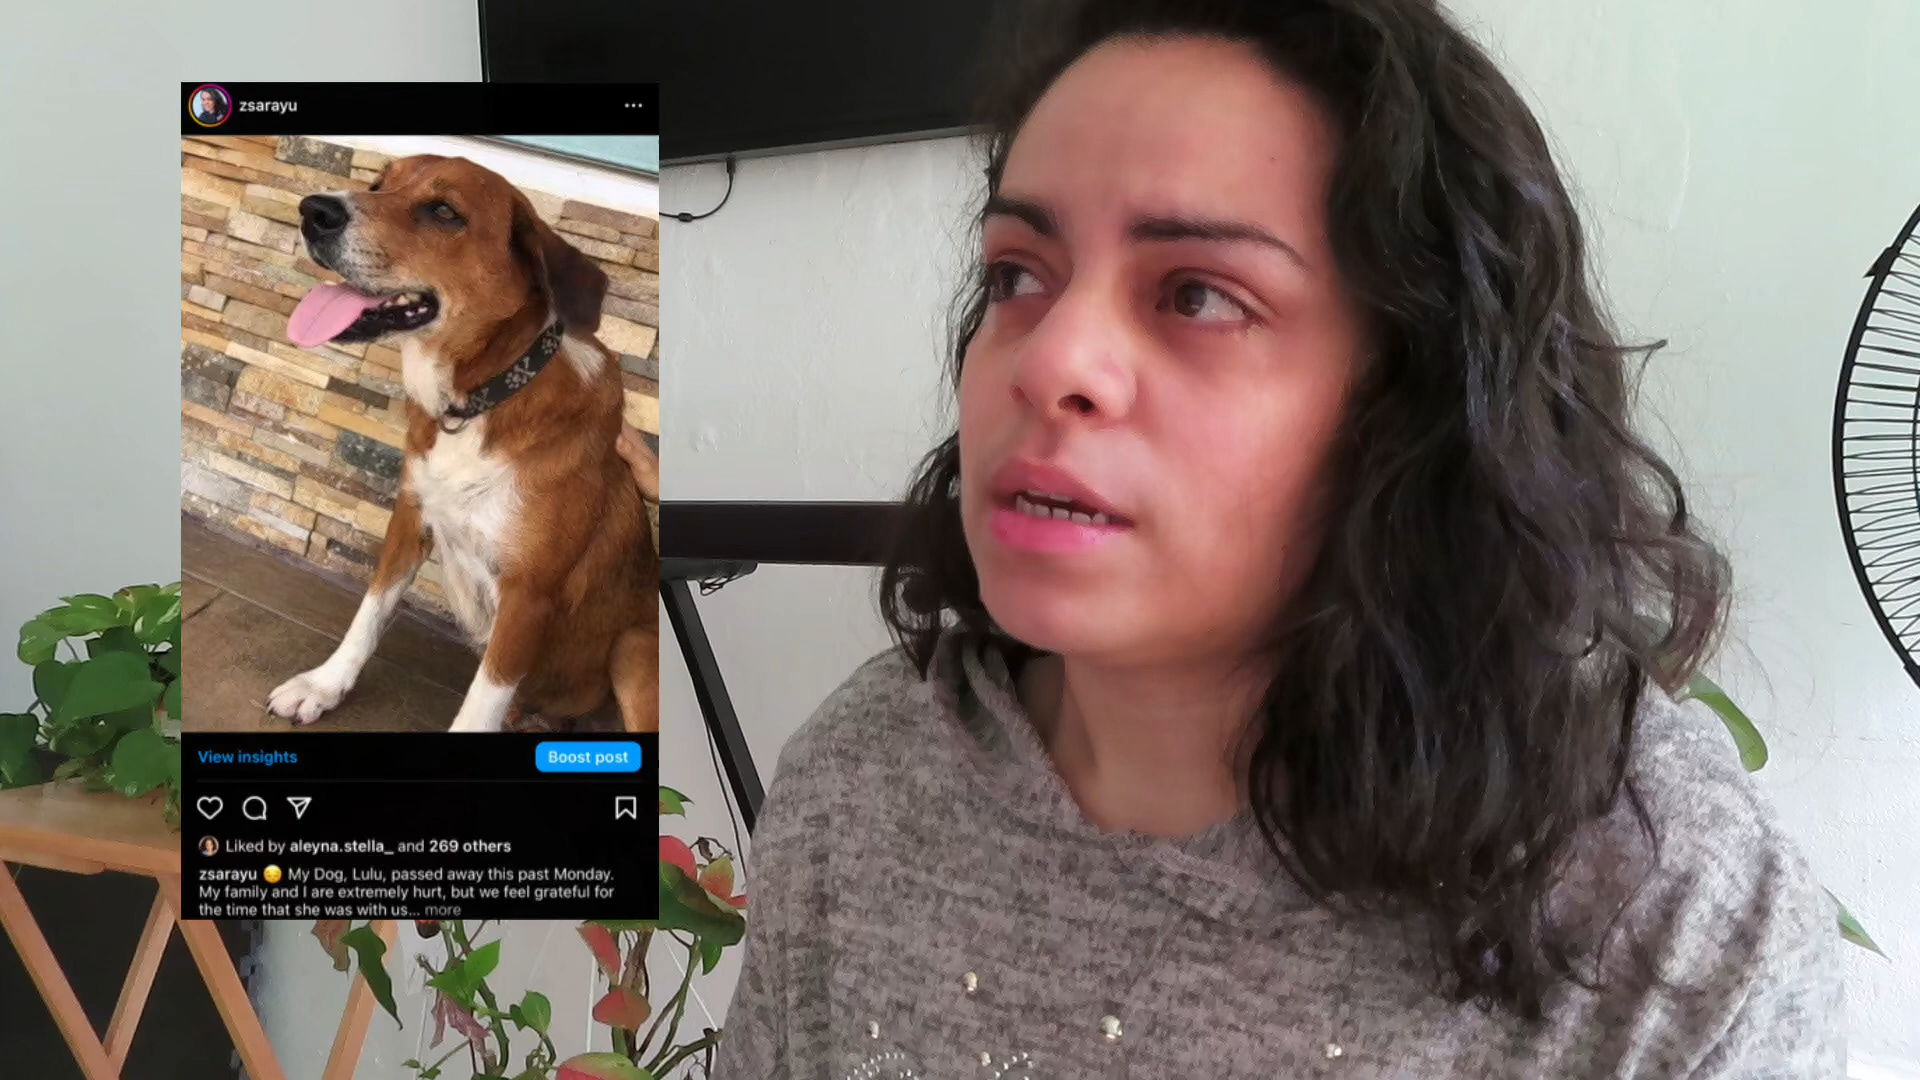 zsarayu
View insights
Boost post
Liked by aleyna.stella_ and 269 others
zsarayu 😔 My Dog, Lulu, passed away this past Monday.
My family and I are extremely hurt, but we feel grateful for
the time that she was with us... more